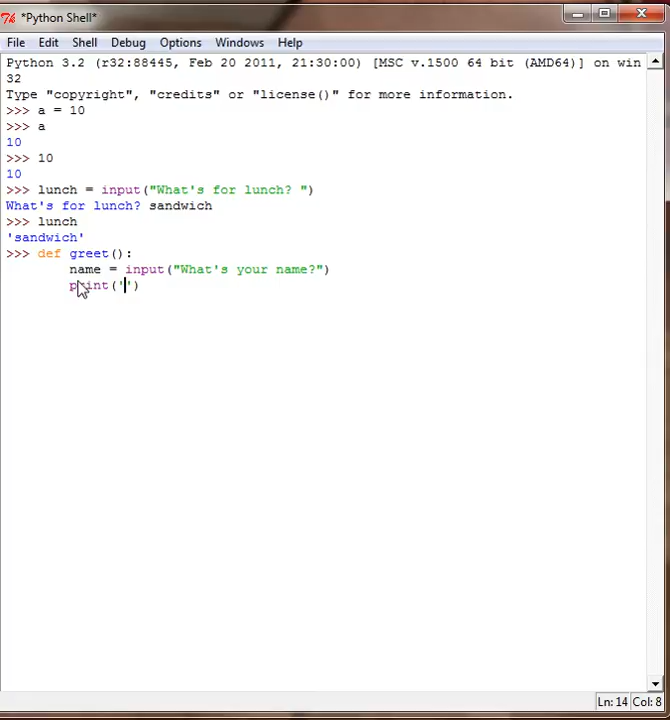 *Python Shell*
File Edit Shell Debug Options Windows Help
Python 3.2 (r32:88445, Feb 20 2011, 21:30:00) [MSC v.1500 64 bit (AMD64)] on win
32
Type "copyright", "credits" or "license()" for more information.
>>> a = 10
>>> a
10
>>> 10
10
>>> lunch = input("What's for lunch? ")
What's for lunch? sandwich
>>> lunch
'sandwich'
>>> def greet():
name = input("What's your name?")
print('')
Ln: 14 Col: 8